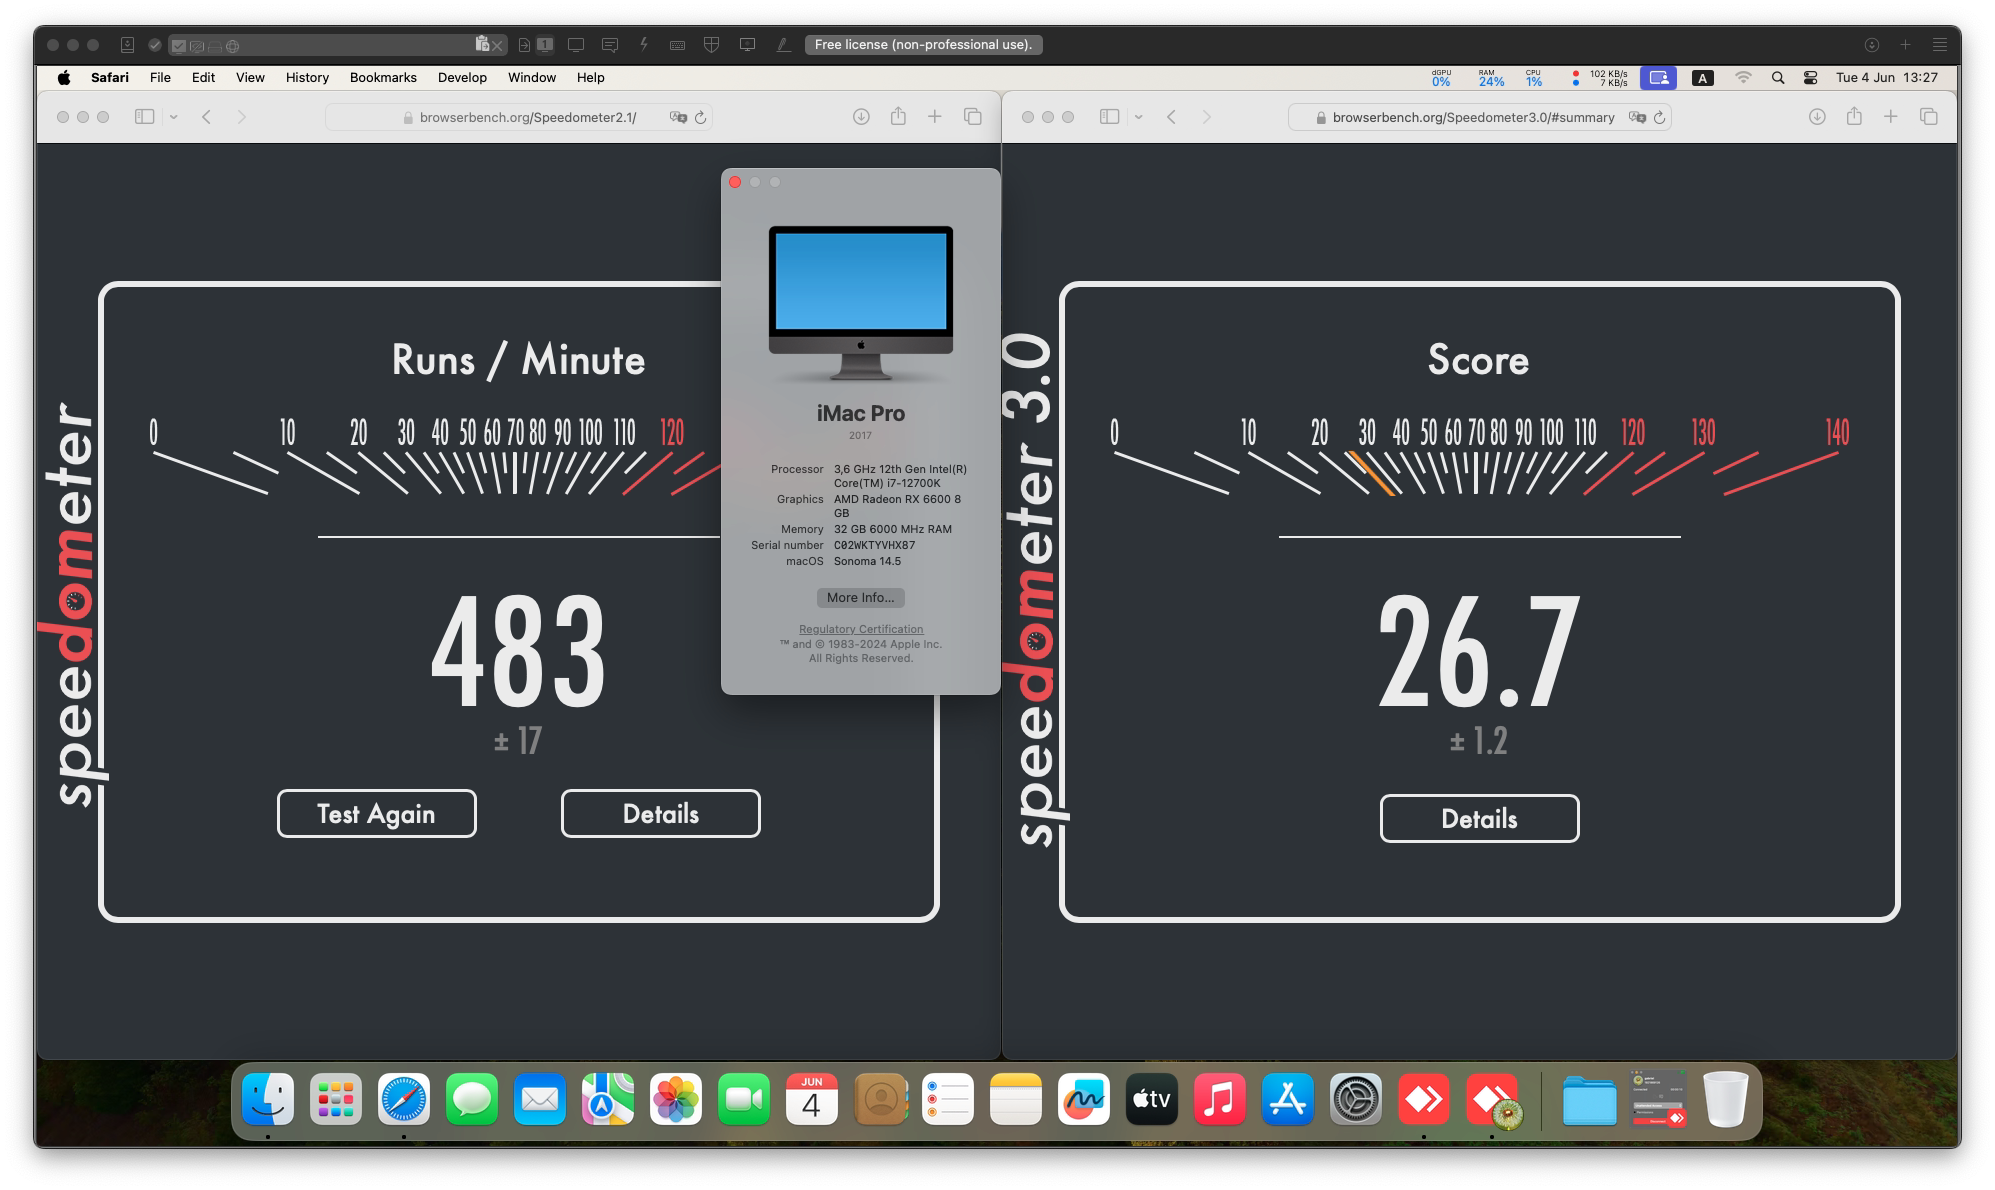 1
Free license (non-professional use).
Safari File Edit View History Bookmarks Develop Window Help
dGPU 0% RAM 24% CPU 1% 102 KB/s 7 KB/s A Tue 4 Jun 13:27
browserbench.org/Speedometer2.1/
browserbench.org/Speedometer3.0/#summary
speedometer
Runs / Minute
0 10 20 30 40 50 60 70 80 90 100 110 120
483
± 17
Test Again Details
iMac Pro
2017
Processor 3,6 GHz 12th Gen Intel(R)
Core(TM) i7-12700K
Graphics AMD Radeon RX 6600 8
GB
Memory 32 GB 6000 MHz RAM
Serial number C02WKTYVHX87
macOS Sonoma 14.5
More Info...
Regulatory Certification
™ and © 1983-2024 Apple Inc.
All Rights Reserved.
speedometer 3.0
Score
0 10 20 30 40 50 60 70 80 90 100 110 120 130 140
26.7
± 1.2
Details
JUN
4
tv